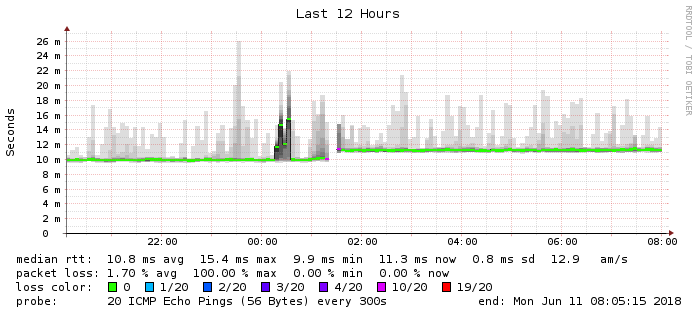 Last 12 Hours
RRDTOOL / TOBI OETIKER
Seconds
26 m
24 m
22 m
20 m
18 m
16 m
14 m
12 m
10 m
8 m
6 m
4 m
2 m
0
22:00 00:00 02:00 04:00 06:00 08:00
median rtt: 10.8 ms avg 15.4 ms max 9.9 ms min 11.3 ms now 0.8 ms sd 12.9 am/s
packet loss: 1.70 % avg 100.00 % max 0.00 % min 0.00 % now
loss color: 0 1/20 2/20 3/20 4/20 10/20 19/20
probe: 20 ICMP Echo Pings (56 Bytes) every 300s end: Mon Jun 11 08:05:15 2018